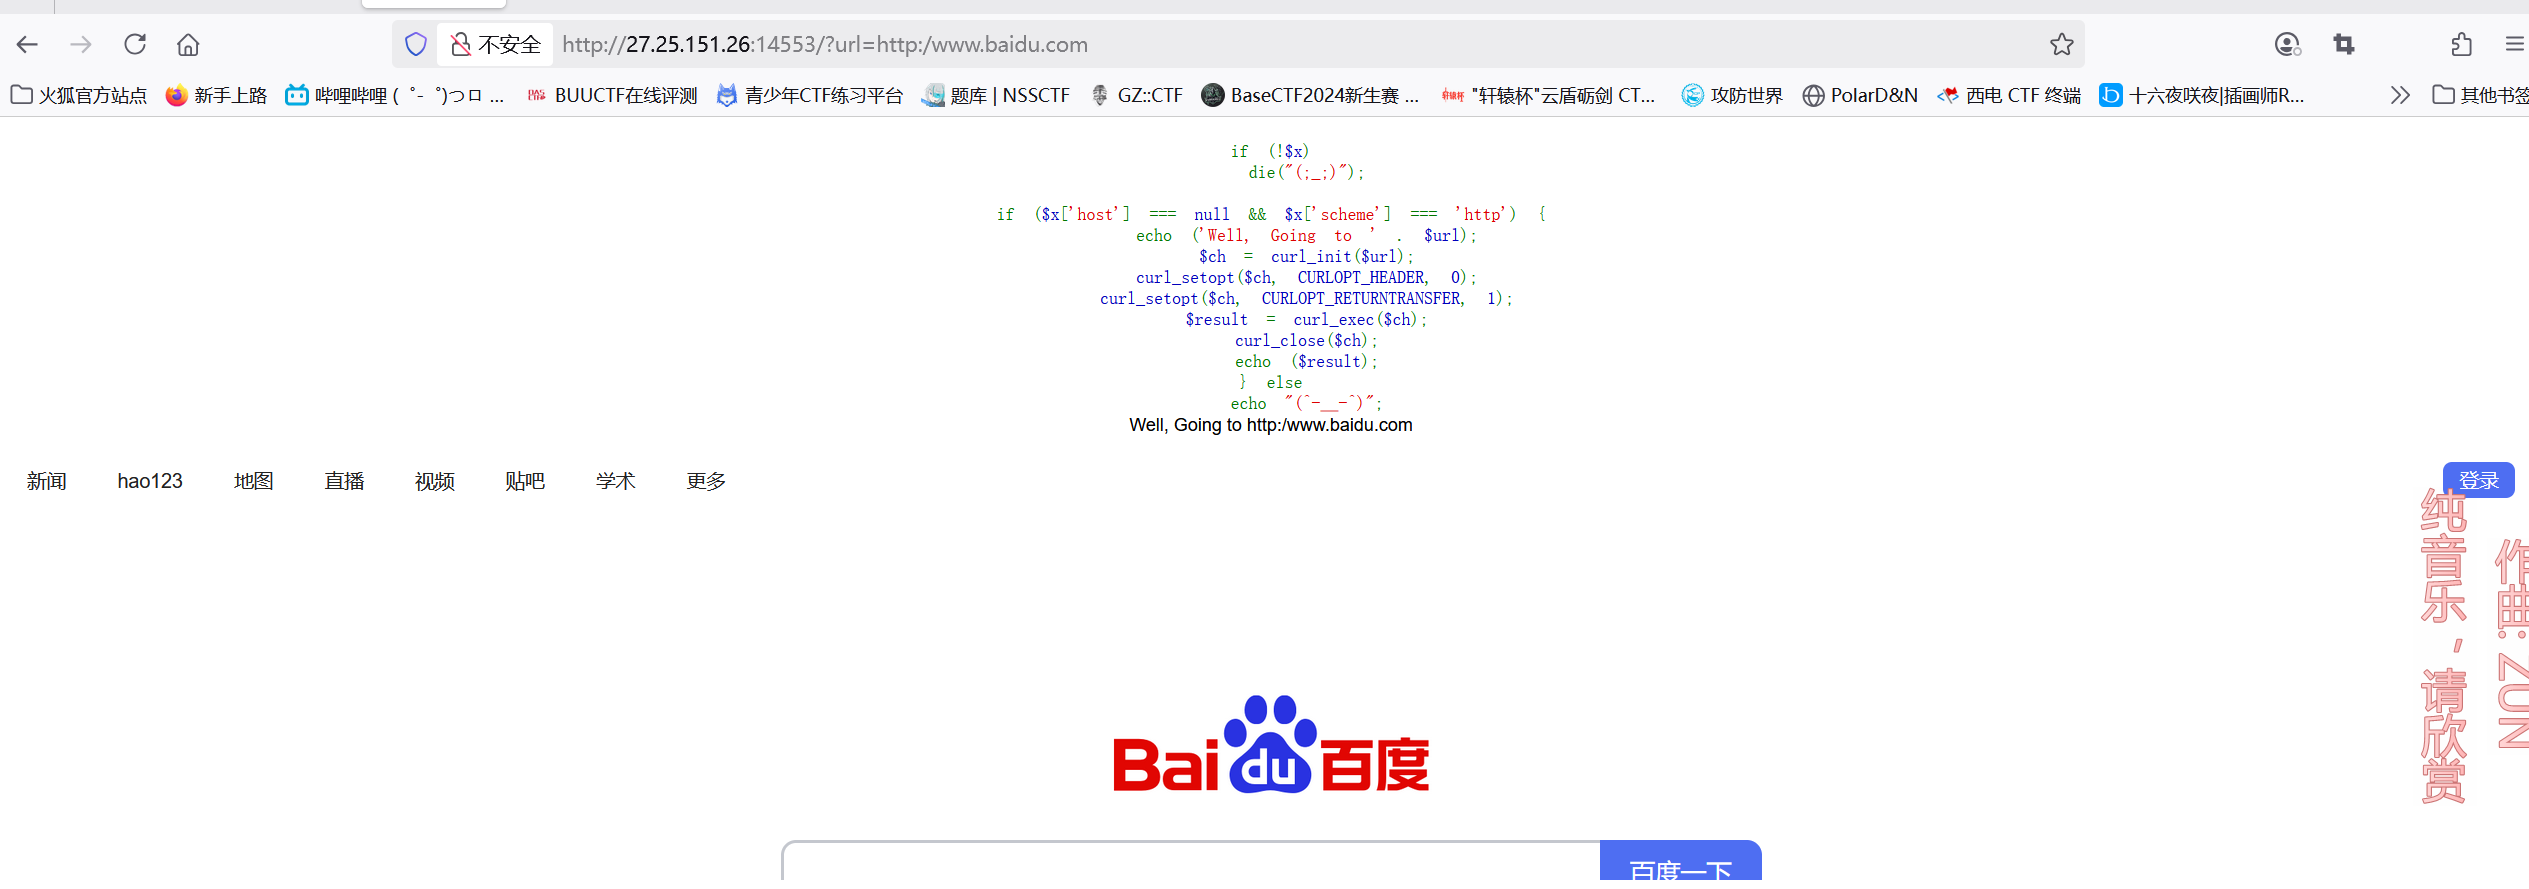 不安全 http://27.25.151.26:14553/?url=http:/www.baidu.com
火狐官方站点 新手上路 哔哩哔哩 ( ゜- ゜)つロ ... BUUCTF在线评测 青少年CTF练习平台 题库 | NSSCTF GZ::CTF BaseCTF2024新生赛 ... "轩辕杯"云盾砺剑 CT... 攻防世界 PolarD&N 西电 CTF 终端 十六夜咲夜|插画师R... 其他书签
if (!$x)
die("(;_;)");
if ($x['host'] === null && $x['scheme'] === 'http') {
echo ('Well, Going to ' . $url);
$ch = curl_init($url);
curl_setopt($ch, CURLOPT_HEADER, 0);
curl_setopt($ch, CURLOPT_RETURNTRANSFER, 1);
$result = curl_exec($ch);
curl_close($ch);
echo ($result);
} else
echo "(^-__-^)";
Well, Going to http:/www.baidu.com
新闻 hao123 地图 直播 视频 贴吧 学术 更多 登录
作曲: ZUN
纯音乐，请欣赏
Bai du 百度
百度一下